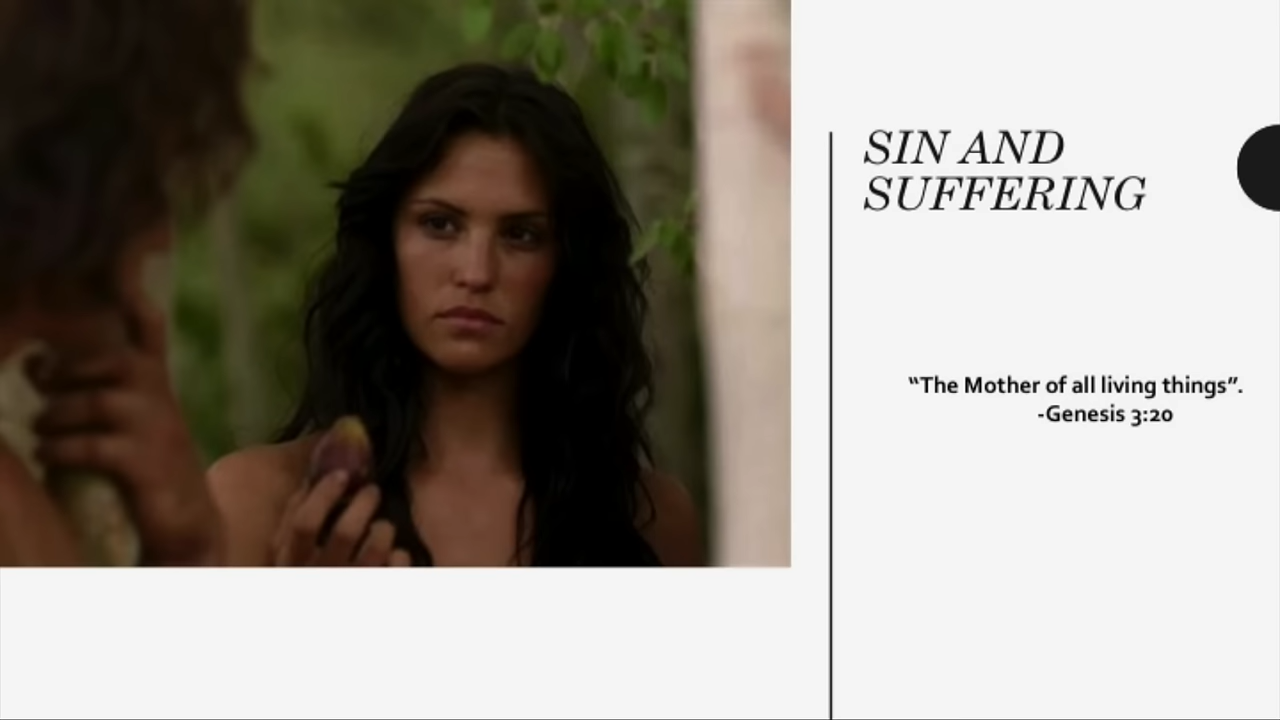 SIN AND
SUFFERING
“The Mother of all living things”.
-Genesis 3:20